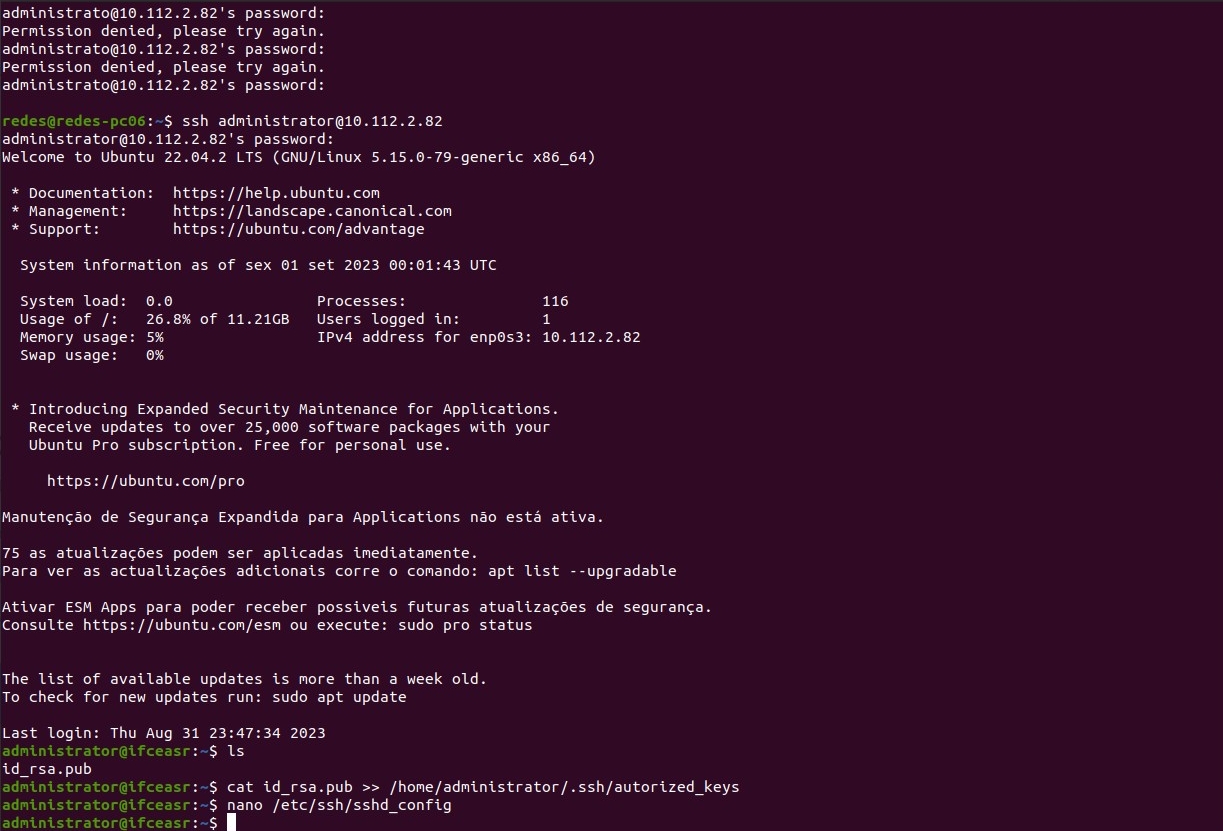 administrato@10.112.2.82's password:
Permission denied, please try again.
administrato@10.112.2.82's password:
Permission denied, please try again.
administrato@10.112.2.82's password:
redes@redes-pc06:~$ ssh administrator@10.112.2.82
administrator@10.112.2.82's password:
Welcome to Ubuntu 22.04.2 LTS (GNU/Linux 5.15.0-79-generic x86_64)
* Documentation:  https://help.ubuntu.com
* Management:     https://landscape.canonical.com
* Support:        https://ubuntu.com/advantage
System information as of sex 01 set 2023 00:01:43 UTC
System load:  0.0                Processes:               116
Usage of /:   26.8% of 11.21GB   Users logged in:         1
Memory usage: 5%                 IPv4 address for enp0s3: 10.112.2.82
Swap usage:   0%
* Introducing Expanded Security Maintenance for Applications.
Receive updates to over 25,000 software packages with your
Ubuntu Pro subscription. Free for personal use.
https://ubuntu.com/pro
Manutenção de Segurança Expandida para Applications não está ativa.
75 as atualizações podem ser aplicadas imediatamente.
Para ver as actualizações adicionais corre o comando: apt list --upgradable
Ativar ESM Apps para poder receber possiveis futuras atualizações de segurança.
Consulte https://ubuntu.com/esm ou execute: sudo pro status
The list of available updates is more than a week old.
To check for new updates run: sudo apt update
Last login: Thu Aug 31 23:47:34 2023
administrator@ifceasr:~$ ls
id_rsa.pub
administrator@ifceasr:~$ cat id_rsa.pub >> /home/administrator/.ssh/autorized_keys
administrator@ifceasr:~$ nano /etc/ssh/sshd_config
administrator@ifceasr:~$